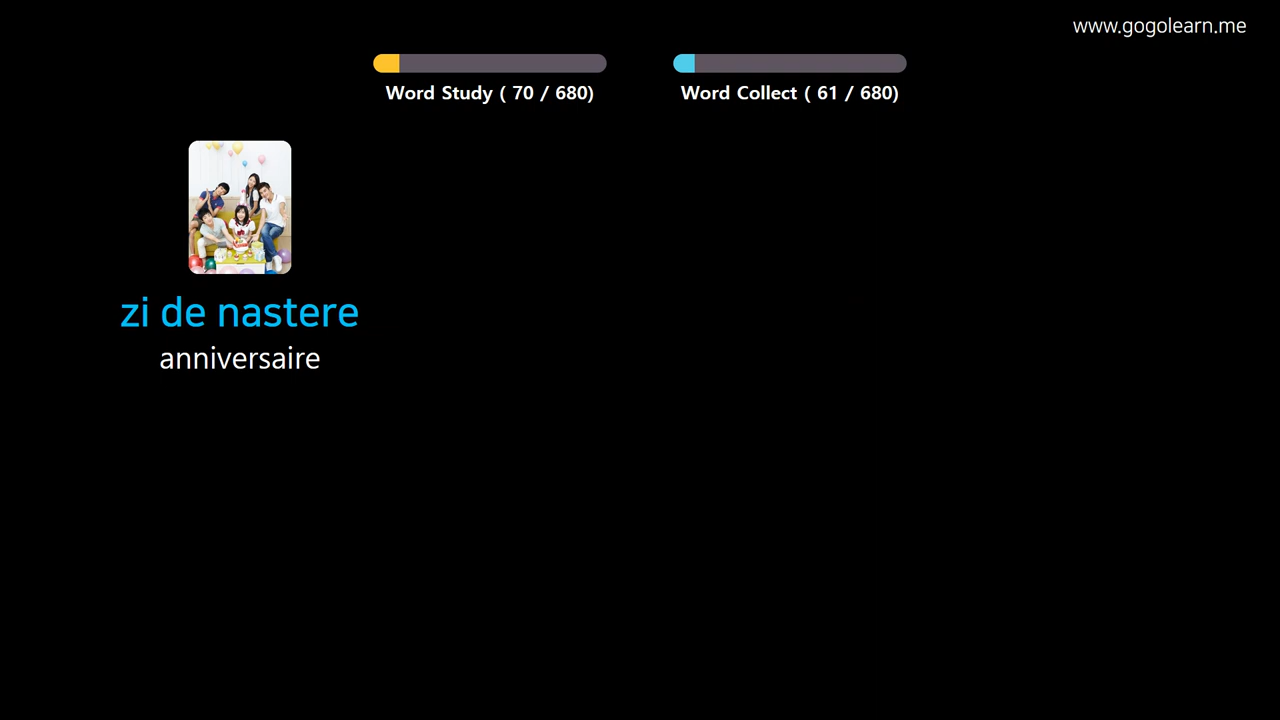 www.gogolearn.me
Word Study ( 70 / 680)
Word Collect ( 61 / 680)
zi de nastere
anniversaire